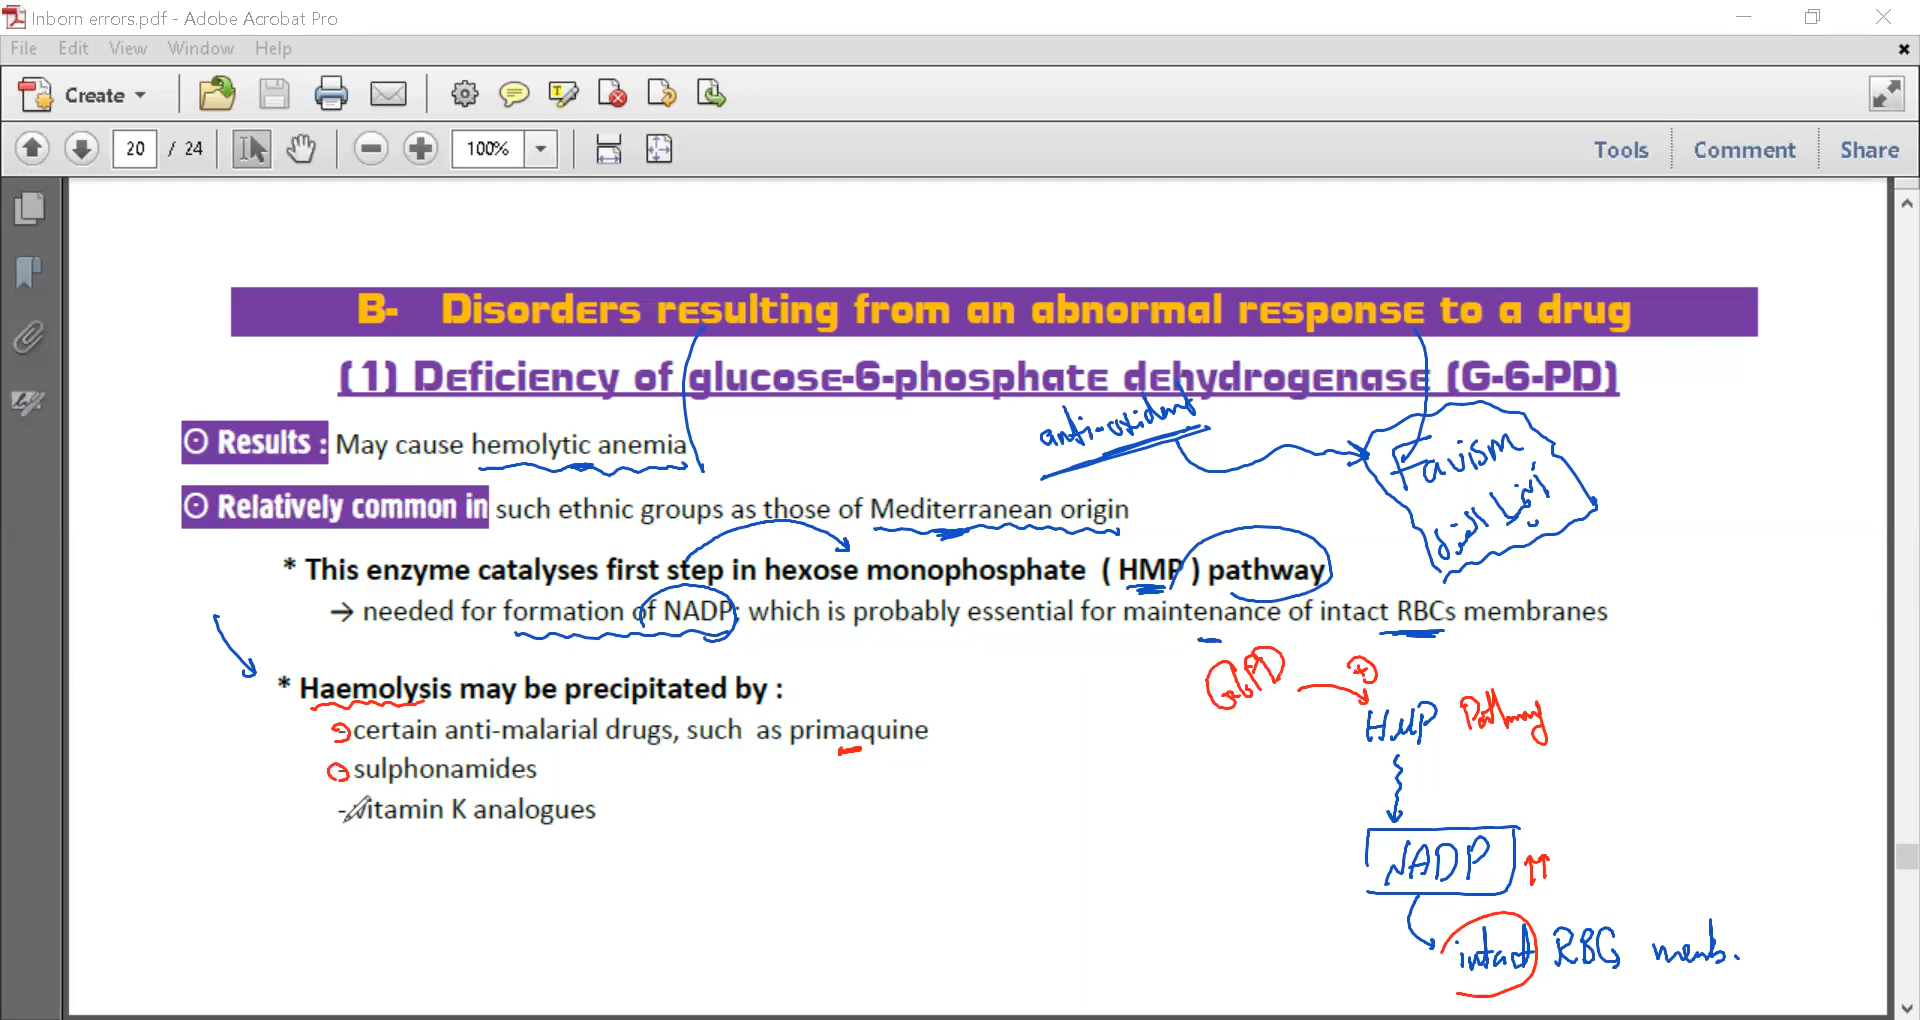 Inborn errors.pdf - Adobe Acrobat Pro
File Edit View Window Help
Create
20 / 24 100% Tools Comment Share
B- Disorders resulting from an abnormal response to a drug
(1) Deficiency of glucose-6-phosphate dehydrogenase (G-6-PD)
anti-oxident
Favism
⊙ Results : May cause hemolytic anemia
⊙ Relatively common in such ethnic groups as those of Mediterranean origin
* This enzyme catalyses first step in hexose monophosphate ( HMP ) pathway
→ needed for formation of NADP; which is probably essential for maintenance of intact RBCs membranes
G6PD
* Haemolysis may be precipitated by :
HMP Pathway
- certain anti-malarial drugs, such as primaquine
- sulphonamides
- vitamin K analogues
NADP ↑↑
intact RBCs memb.